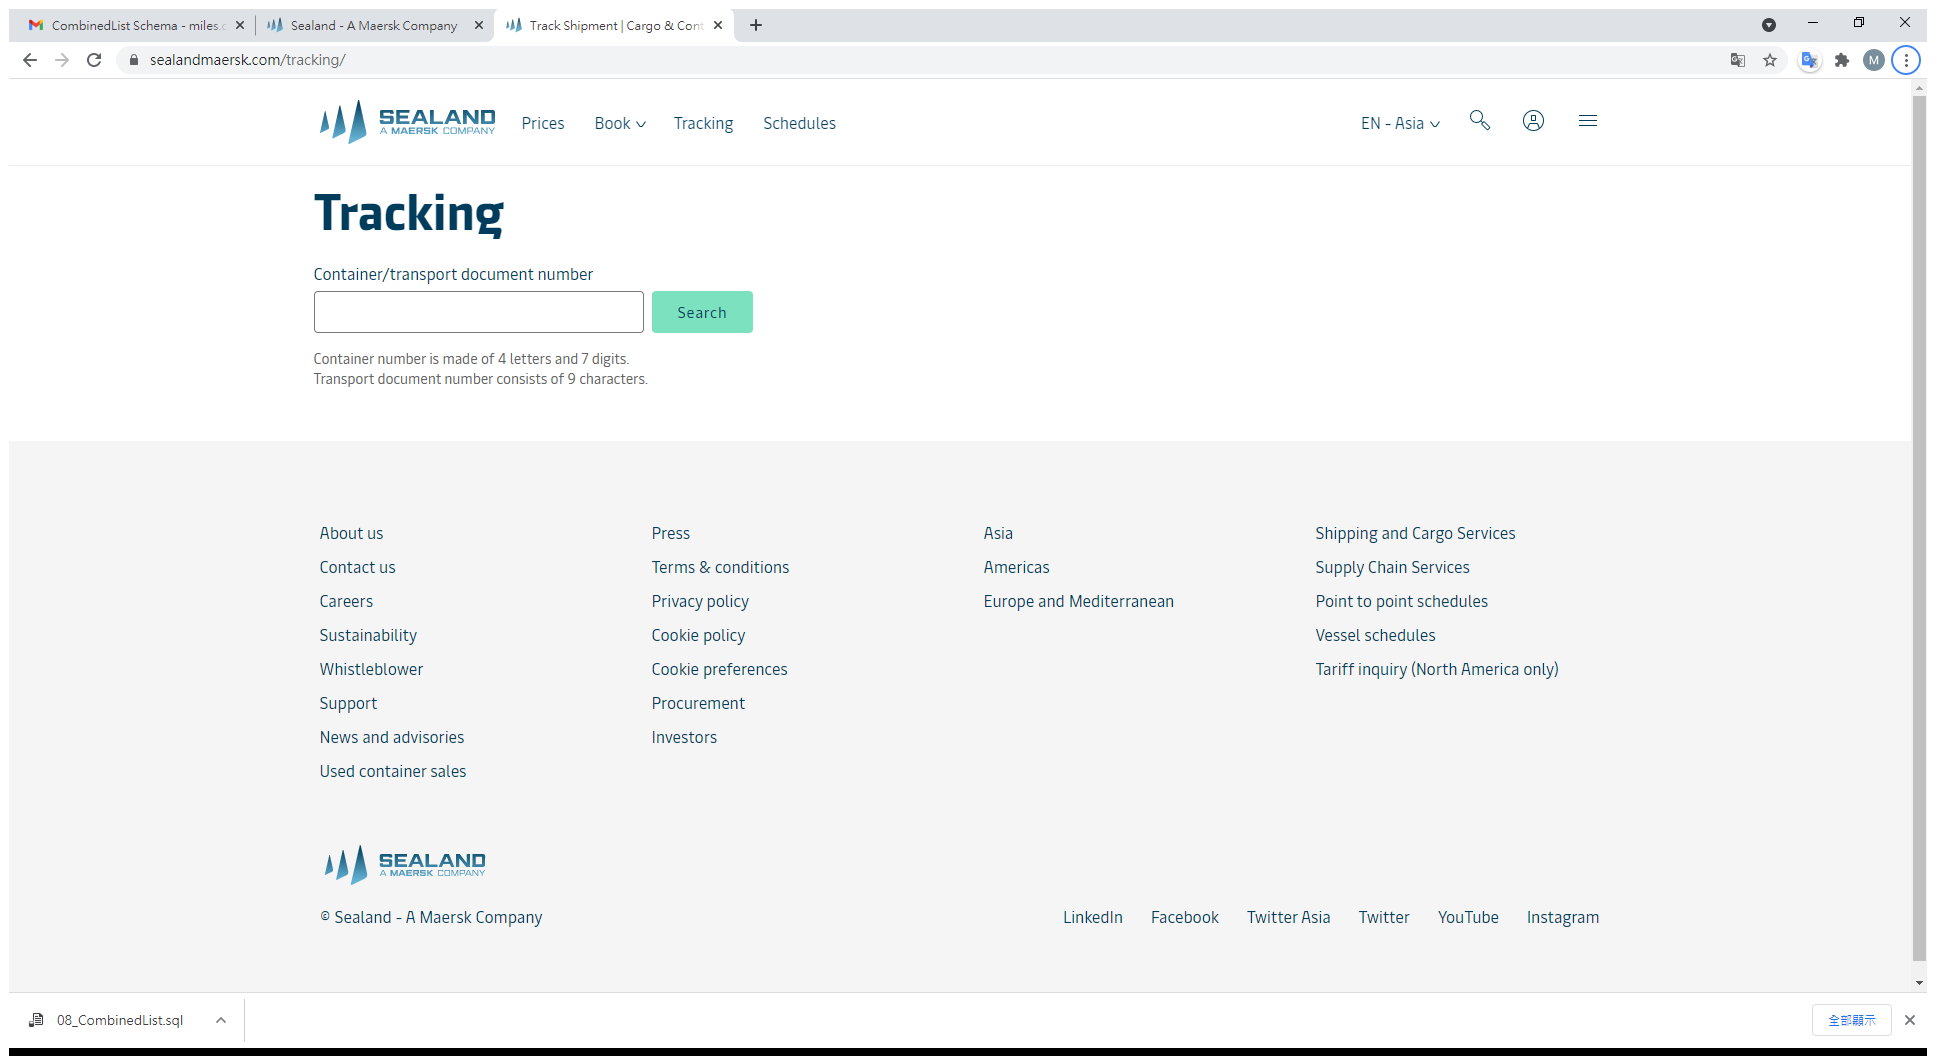 CombinedList Schema - miles.c
Sealand - A Maersk Company
Track Shipment | Cargo & Cont
sealandmaersk.com/tracking/
M
SEALAND
A MAERSK COMPANY
Prices
Book
Tracking
Schedules
EN - Asia
Tracking
Container/transport document number
Search
Container number is made of 4 letters and 7 digits.
Transport document number consists of 9 characters.
About us
Contact us
Careers
Sustainability
Whistleblower
Support
News and advisories
Used container sales
Press
Terms & conditions
Privacy policy
Cookie policy
Cookie preferences
Procurement
Investors
Asia
Americas
Europe and Mediterranean
Shipping and Cargo Services
Supply Chain Services
Point to point schedules
Vessel schedules
Tariff inquiry (North America only)
SEALAND
A MAERSK COMPANY
© Sealand - A Maersk Company
LinkedIn
Facebook
Twitter Asia
Twitter
YouTube
Instagram
08_CombinedList.sql
全部顯示